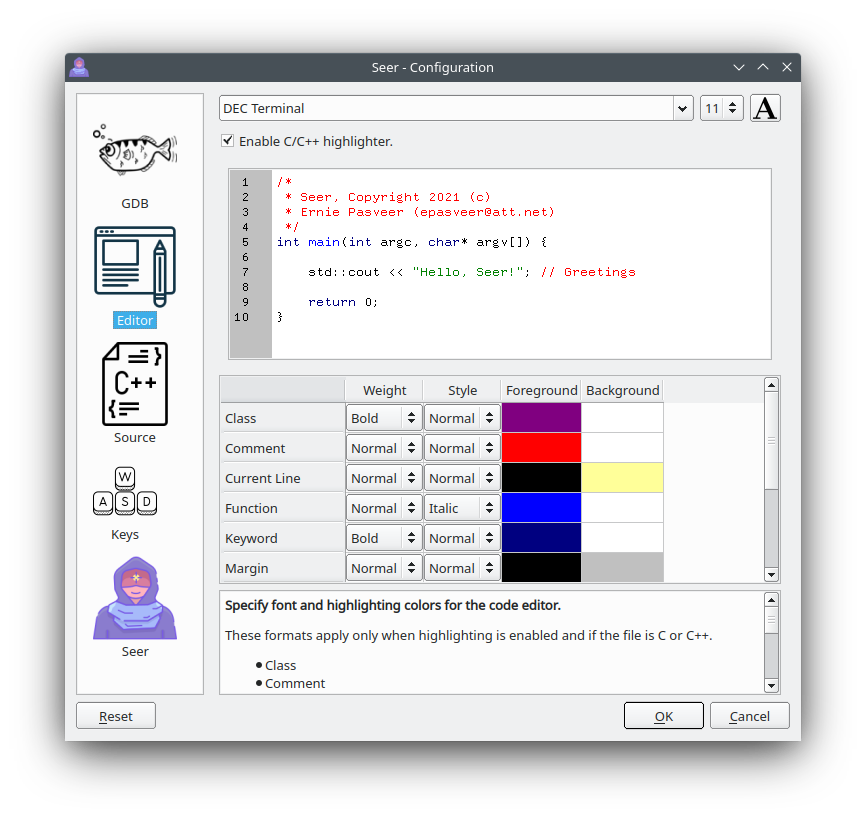 Seer - Configuration
GDB
Editor
C++
Source
W
A S D
Keys
Seer
DEC Terminal
11
A
Enable C/C++ highlighter.
1 /*
2  * Seer, Copyright 2021 (c)
3  * Ernie Pasveer (epasveer@att.net)
4  */
5 int main(int argc, char* argv[]) {
6
7     std::cout << "Hello, Seer!"; // Greetings
8
9     return 0;
10 }
Weight Style Foreground Background
Class Bold Normal
Comment Normal Normal
Current Line Normal Normal
Function Normal Italic
Keyword Bold Normal
Margin Normal Normal
Specify font and highlighting colors for the code editor.
These formats apply only when highlighting is enabled and if the file is C or C++.
• Class
• Comment
Reset
OK
Cancel